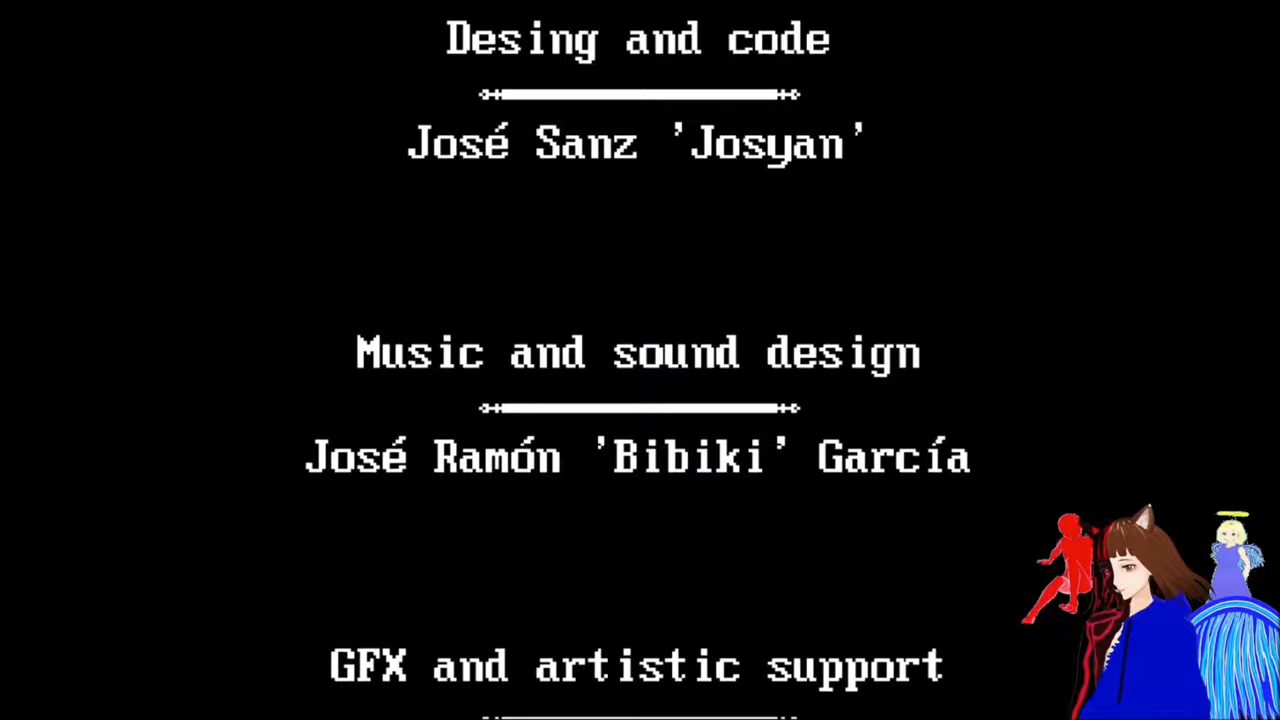 Desing and code
José Sanz 'Josyan'
Music and sound design
José Ramón 'Bibiki' García
GFX and artistic support